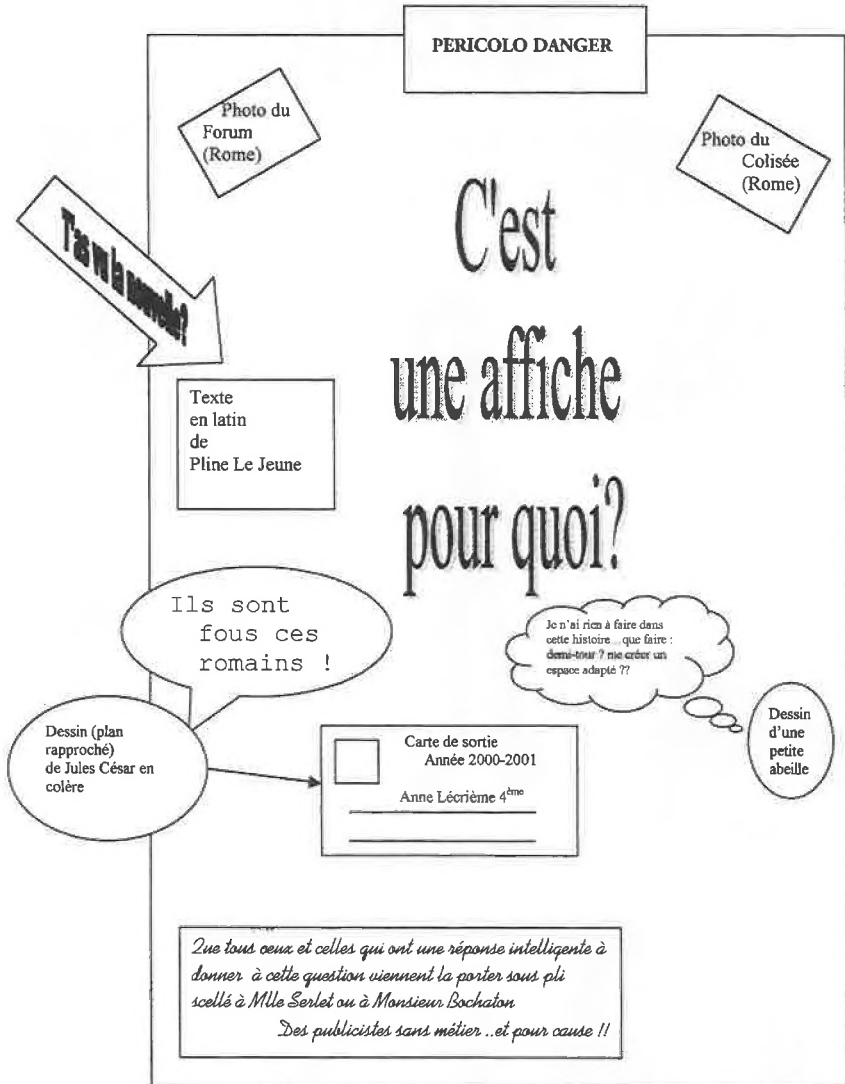 PERICOLO DANGER
Photo du
Forum
(Rome)
Photo du
Colisée
(Rome)
T'as vu la nouvelle?
C'est
une affiche
pour quoi?
Texte
en latin
de
Pline Le Jeune
Ils sont
fous ces
romains !
Je n'ai rien à faire dans
cette histoire...que faire :
demi-tour ? me créer un
espace adapté ??
Dessin
d'une
petite
abeille
Dessin (plan
rapproché)
de Jules César en
colère
Carte de sortie
Année 2000-2001
Anne Lécrième 4ème
Que tous ceux et celles qui ont une réponse intelligente à
donner à cette question viennent la porter sous pli
scellé à Mlle Serlet ou à Monsieur Bochaton
Des publicistes sans métier ..et pour cause !!